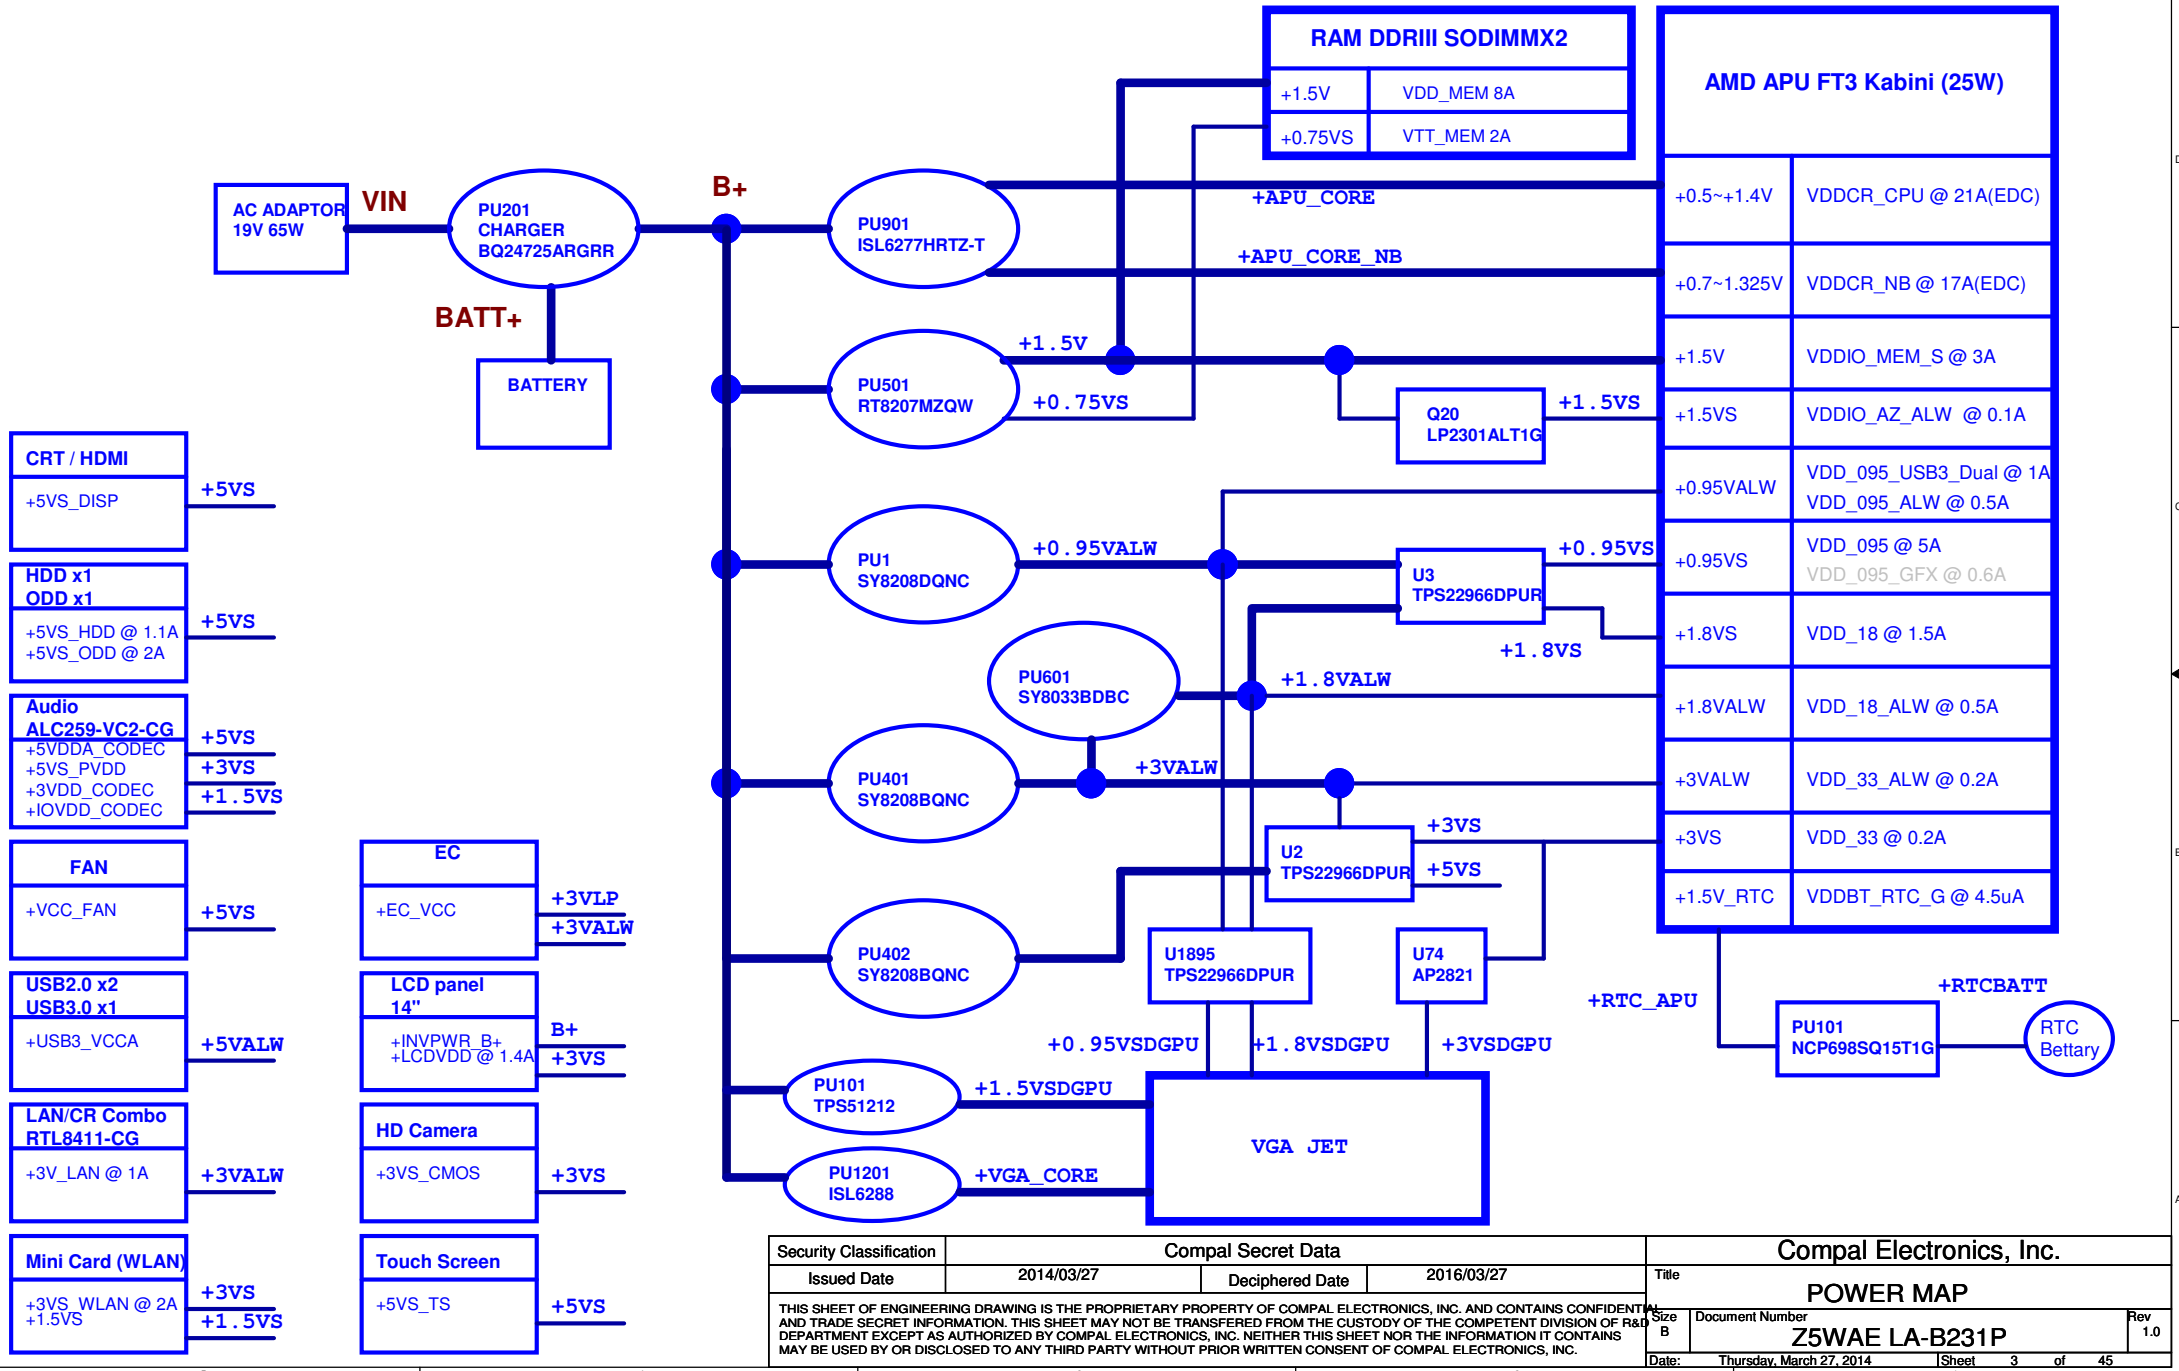 RAM DDRIII SODIMMX2
+1.5V VDD_MEM 8A
+0.75VS VTT_MEM 2A
AMD APU FT3 Kabini (25W)
+0.5~+1.4V VDDCR_CPU @ 21A(EDC)
+0.7~1.325V VDDCR_NB @ 17A(EDC)
+1.5V VDDIO_MEM_S @ 3A
+1.5VS VDDIO_AZ_ALW @ 0.1A
+0.95VALW VDD_095_USB3_Dual @ 1A
VDD_095_ALW @ 0.5A
+0.95VS VDD_095 @ 5A
VDD_095_GFX @ 0.6A
+1.8VS VDD_18 @ 1.5A
+1.8VALW VDD_18_ALW @ 0.5A
+3VALW VDD_33_ALW @ 0.2A
+3VS VDD_33 @ 0.2A
+1.5V_RTC VDDBT_RTC_G @ 4.5uA
AC ADAPTOR
19V 65W
VIN
PU201
CHARGER
BQ24725ARGRR
BATT+
BATTERY
B+
PU901
ISL6277HRTZ-T
+APU_CORE
+APU_CORE_NB
PU501
RT8207MZQW
+1.5V
+0.75VS
Q20
LP2301ALT1G
+1.5VS
PU1
SY8208DQNC
+0.95VALW
U3
TPS22966DPUR
+0.95VS
+1.8VS
PU601
SY8033BDBC
+1.8VALW
PU401
SY8208BQNC
+3VALW
U2
TPS22966DPUR
+3VS
+5VS
PU402
SY8208BQNC
U1895
TPS22966DPUR
U74
AP2821
+0.95VSDGPU
+1.8VSDGPU
+3VSDGPU
+RTC_APU
PU101
NCP698SQ15T1G
+RTCBATT
RTC
Bettary
PU101
TPS51212
+1.5VSDGPU
PU1201
ISL6288
+VGA_CORE
VGA JET
CRT / HDMI
+5VS_DISP
+5VS
HDD x1
ODD x1
+5VS_HDD @ 1.1A
+5VS_ODD @ 2A
+5VS
Audio
ALC259-VC2-CG
+5VDDA_CODEC
+5VS_PVDD
+3VDD_CODEC
+IOVDD_CODEC
+5VS
+3VS
+1.5VS
FAN
+VCC_FAN
+5VS
USB2.0 x2
USB3.0 x1
+USB3_VCCA
+5VALW
LAN/CR Combo
RTL8411-CG
+3V_LAN @ 1A
+3VALW
Mini Card (WLAN)
+3VS_WLAN @ 2A
+1.5VS
+3VS
+1.5VS
EC
+EC_VCC
+3VLP
+3VALW
LCD panel
14"
+INVPWR_B+
+LCDVDD @ 1.4A
B+
+3VS
HD Camera
+3VS_CMOS
+3VS
Touch Screen
+5VS_TS
+5VS
Security Classification Compal Secret Data
Issued Date 2014/03/27 Deciphered Date 2016/03/27
THIS SHEET OF ENGINEERING DRAWING IS THE PROPRIETARY PROPERTY OF COMPAL ELECTRONICS, INC. AND CONTAINS CONFIDENTIAL
AND TRADE SECRET INFORMATION. THIS SHEET MAY NOT BE TRANSFERED FROM THE CUSTODY OF THE COMPETENT DIVISION OF R&D
DEPARTMENT EXCEPT AS AUTHORIZED BY COMPAL ELECTRONICS, INC. NEITHER THIS SHEET NOR THE INFORMATION IT CONTAINS
MAY BE USED BY OR DISCLOSED TO ANY THIRD PARTY WITHOUT PRIOR WRITTEN CONSENT OF COMPAL ELECTRONICS, INC.
Compal Electronics, Inc.
Title
POWER MAP
Size Document Number Rev
B Z5WAE LA-B231P 1.0
Date: Thursday, March 27, 2014 Sheet 3 of 45